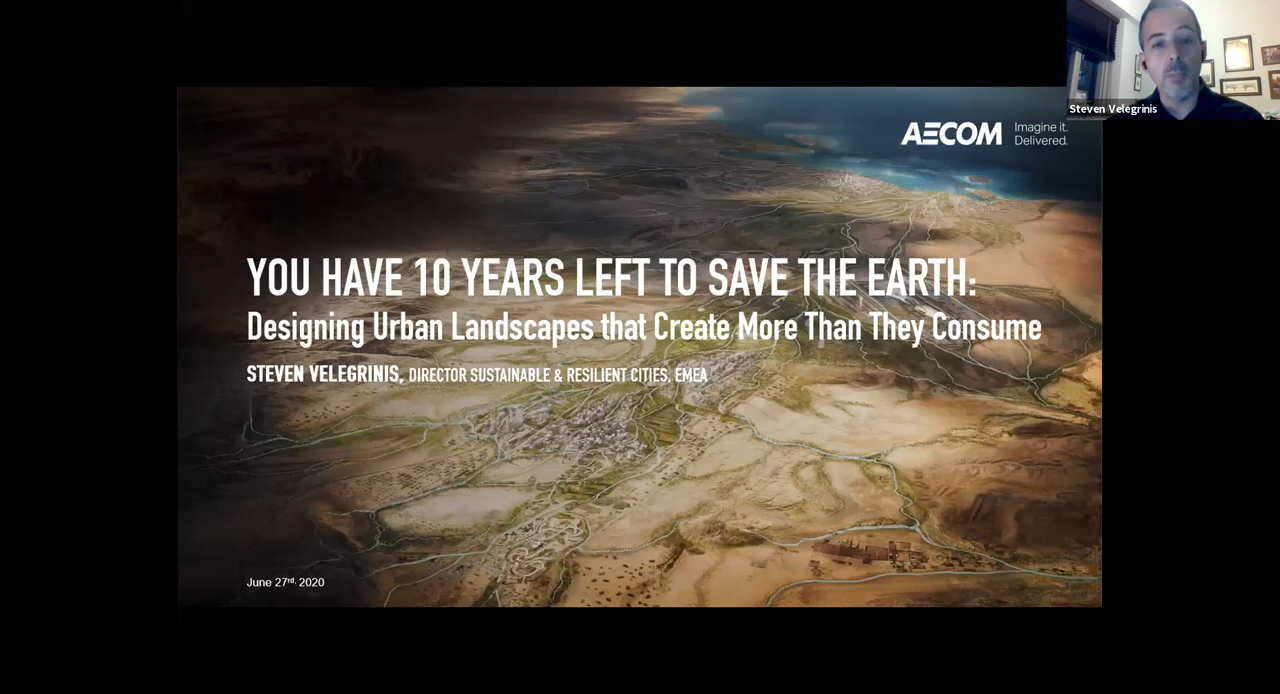 Steven Velegrinis
AECOM
Imagine it.
Delivered.
YOU HAVE 10 YEARS LEFT TO SAVE THE EARTH:
Designing Urban Landscapes that Create More Than They Consume
STEVEN VELEGRINIS, DIRECTOR SUSTAINABLE & RESILIENT CITIES, EMEA
June 27rd, 2020